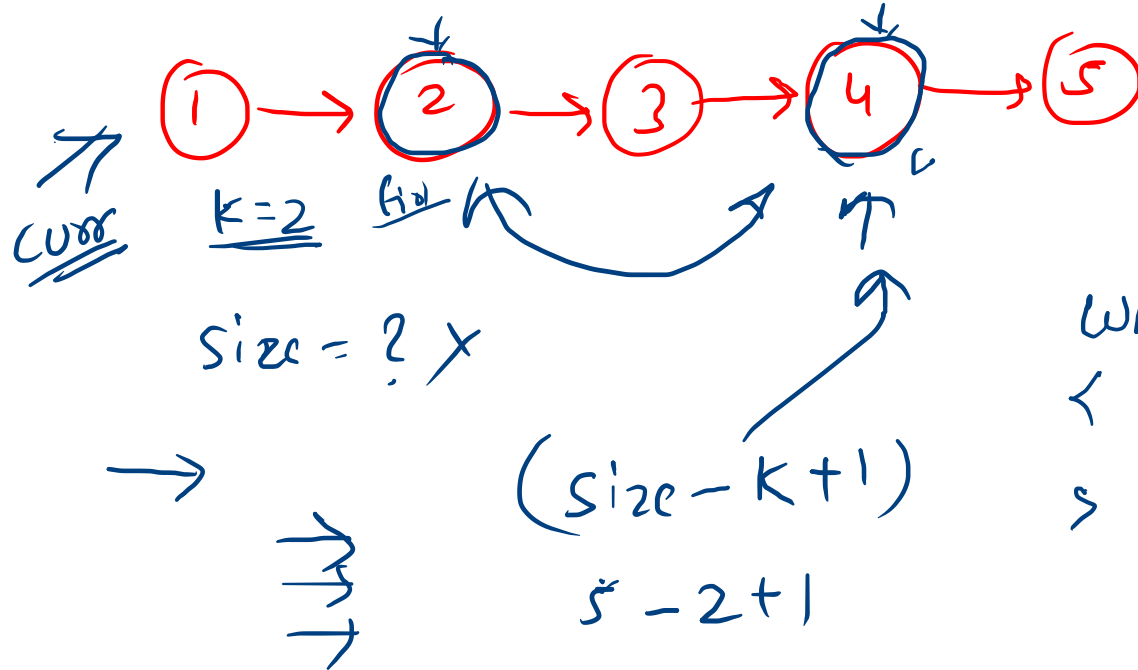 1 → 2 → 3 → 4 → 5
curr
k=2
size = ? X
(size - k + 1)
5 - 2 + 1